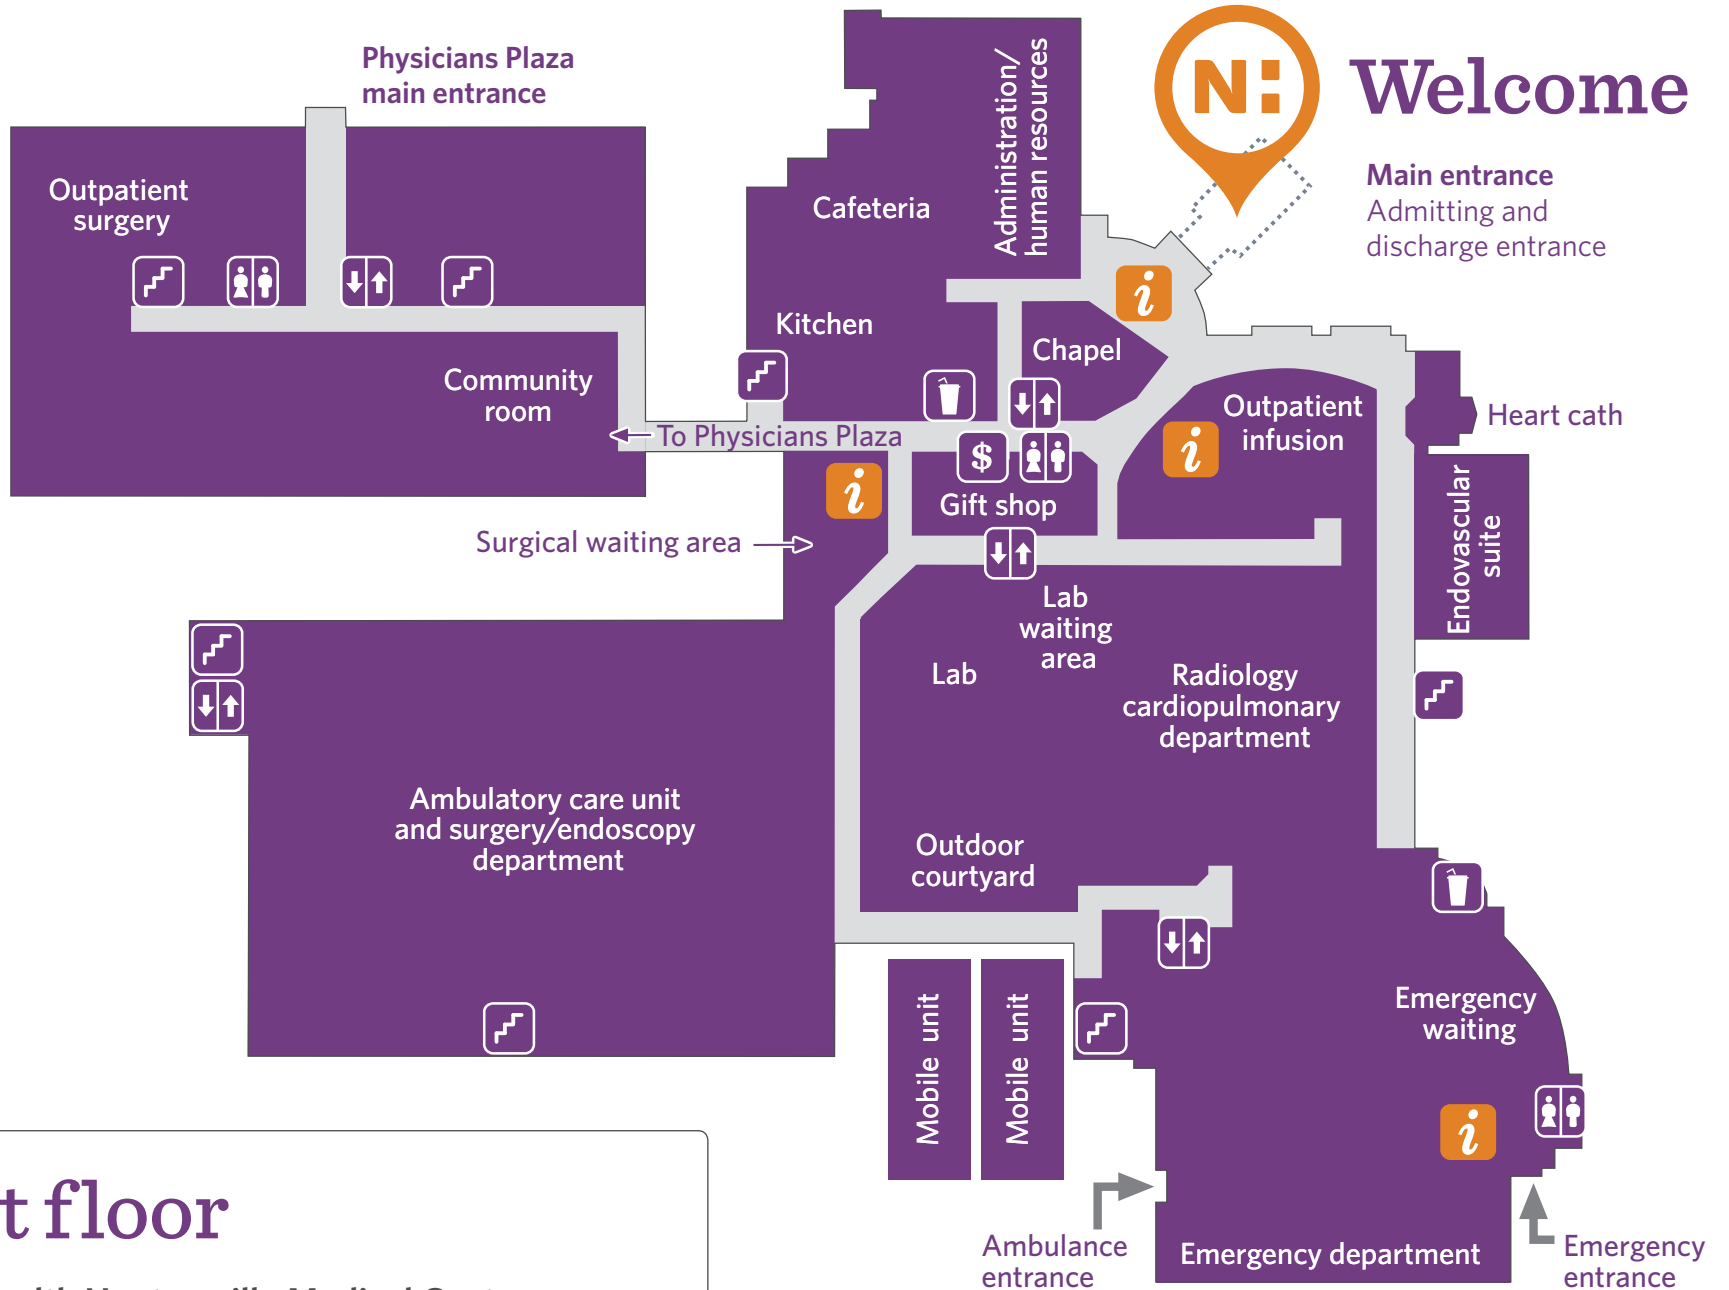 Physicians Plaza
main entrance
N:
Welcome
Main entrance
Admitting and
discharge entrance
Administration/
human resources
Outpatient
surgery
Cafeteria
i
Kitchen
Chapel
Community
room
To Physicians Plaza
Outpatient
infusion
i
Heart cath
$
i
Gift shop
Surgical waiting area
Endovascular
suite
Lab
waiting
area
Lab
Radiology
cardiopulmonary
department
Ambulatory care unit
and surgery/endoscopy
department
Outdoor
courtyard
Mobile unit
Mobile unit
Emergency
waiting
i
Ambulance
entrance
Emergency department
Emergency
entrance
t floor